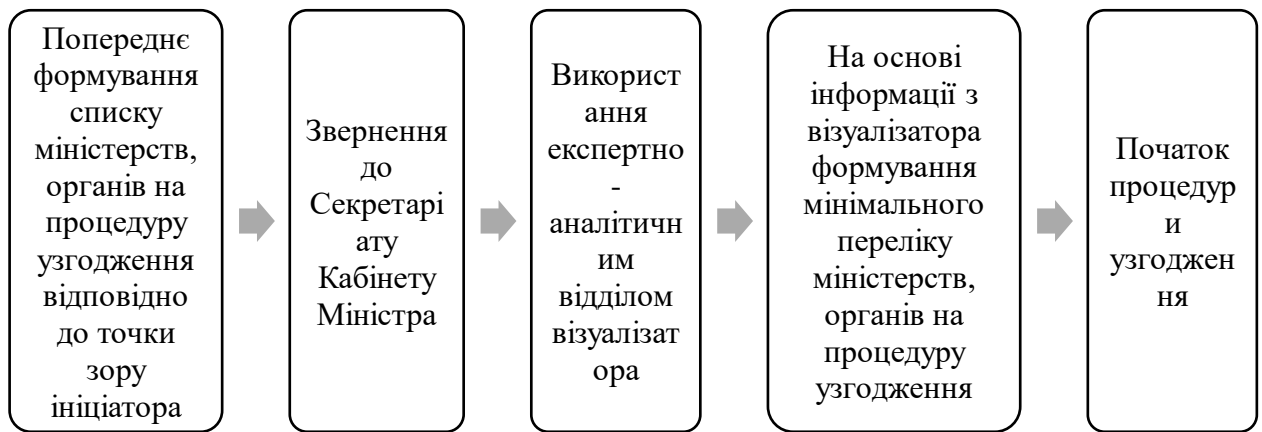 Попереднє
формування
списку
міністерств,
органів на
процедуру
узгодження
відповідно
до точки
зору
ініціатора
Звернення
до
Секретарі
ату
Кабінету
Міністра
Використ
ання
експертно
-
аналітичн
им
відділом
візуалізат
ора
На основі
інформації з
візуалізатора
формування
мінімального
переліку
міністерств,
органів на
процедуру
узгодження
Початок
процедур
и
узгоджен
ня